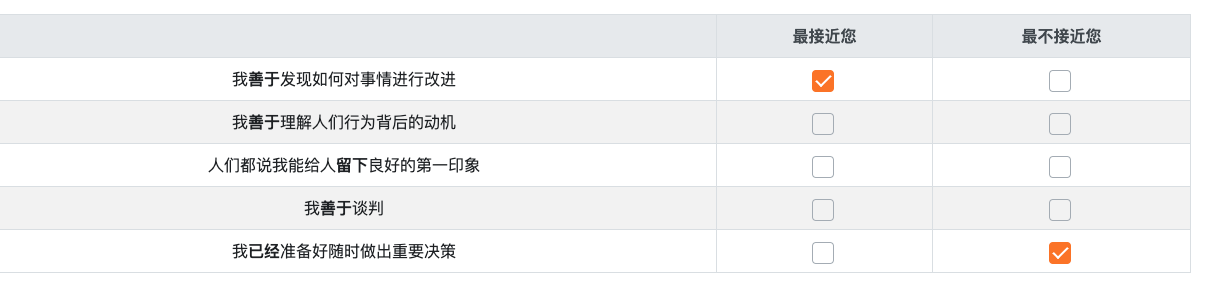 最接近您 最不接近您
我善于发现如何对事情进行改进
我善于理解人们行为背后的动机
人们都说我能给人留下良好的第一印象
我善于谈判
我已经准备好随时做出重要决策